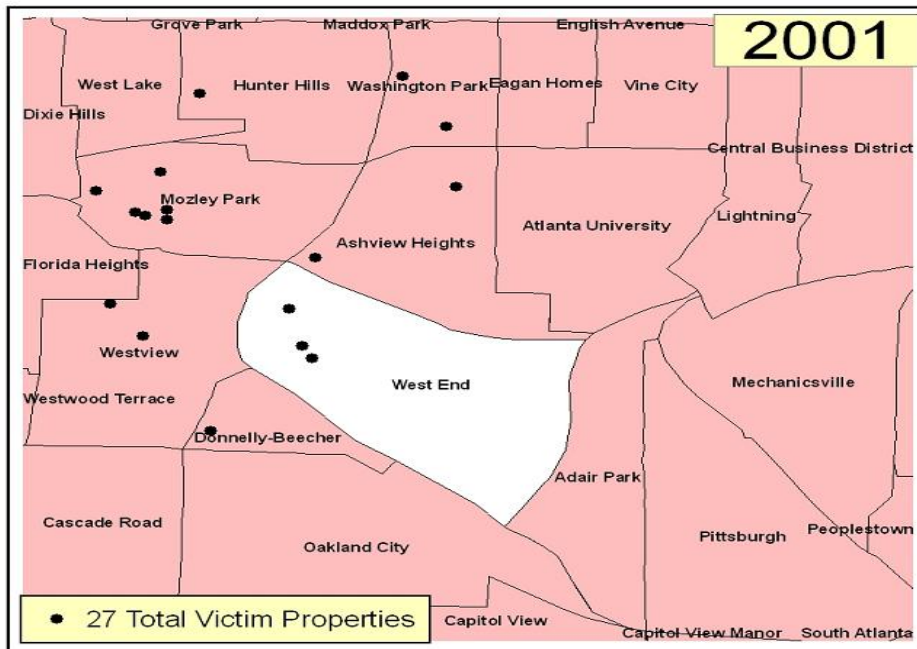 Grove Park
Maddox Park
English Avenue
2001
West Lake
Hunter Hills
Washington Park
Eagan Homes
Vine City
Dixie Hills
Central Business District
Mozley Park
Ashview Heights
Atlanta University
Lightning
Florida Heights
Westview
West End
Mechanicsville
Westwood Terrace
Donnelly-Beecher
Adair Park
Cascade Road
Oakland City
Pittsburgh
Peoplestown
27 Total Victim Properties
Capitol View
Capitol View Manor
South Atlanta